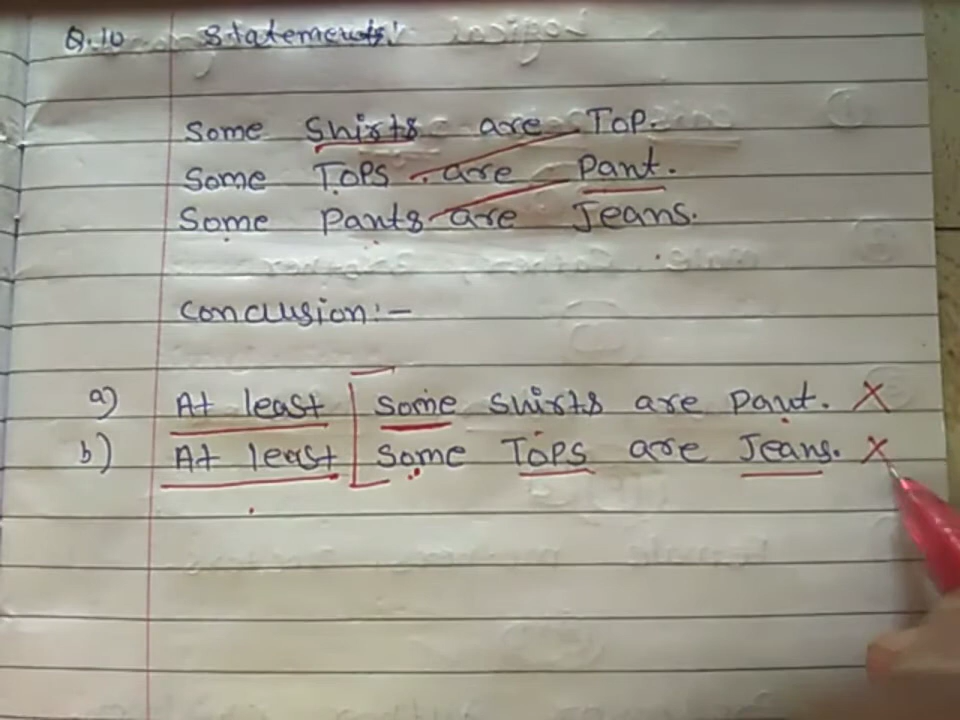 Q.10 Statements:
Some Shirts are Top.
Some Tops are Pant.
Some Pants are Jeans.
Conclusion:-
a) At least some shirts are pant. X
b) At least some Tops are Jeans. X